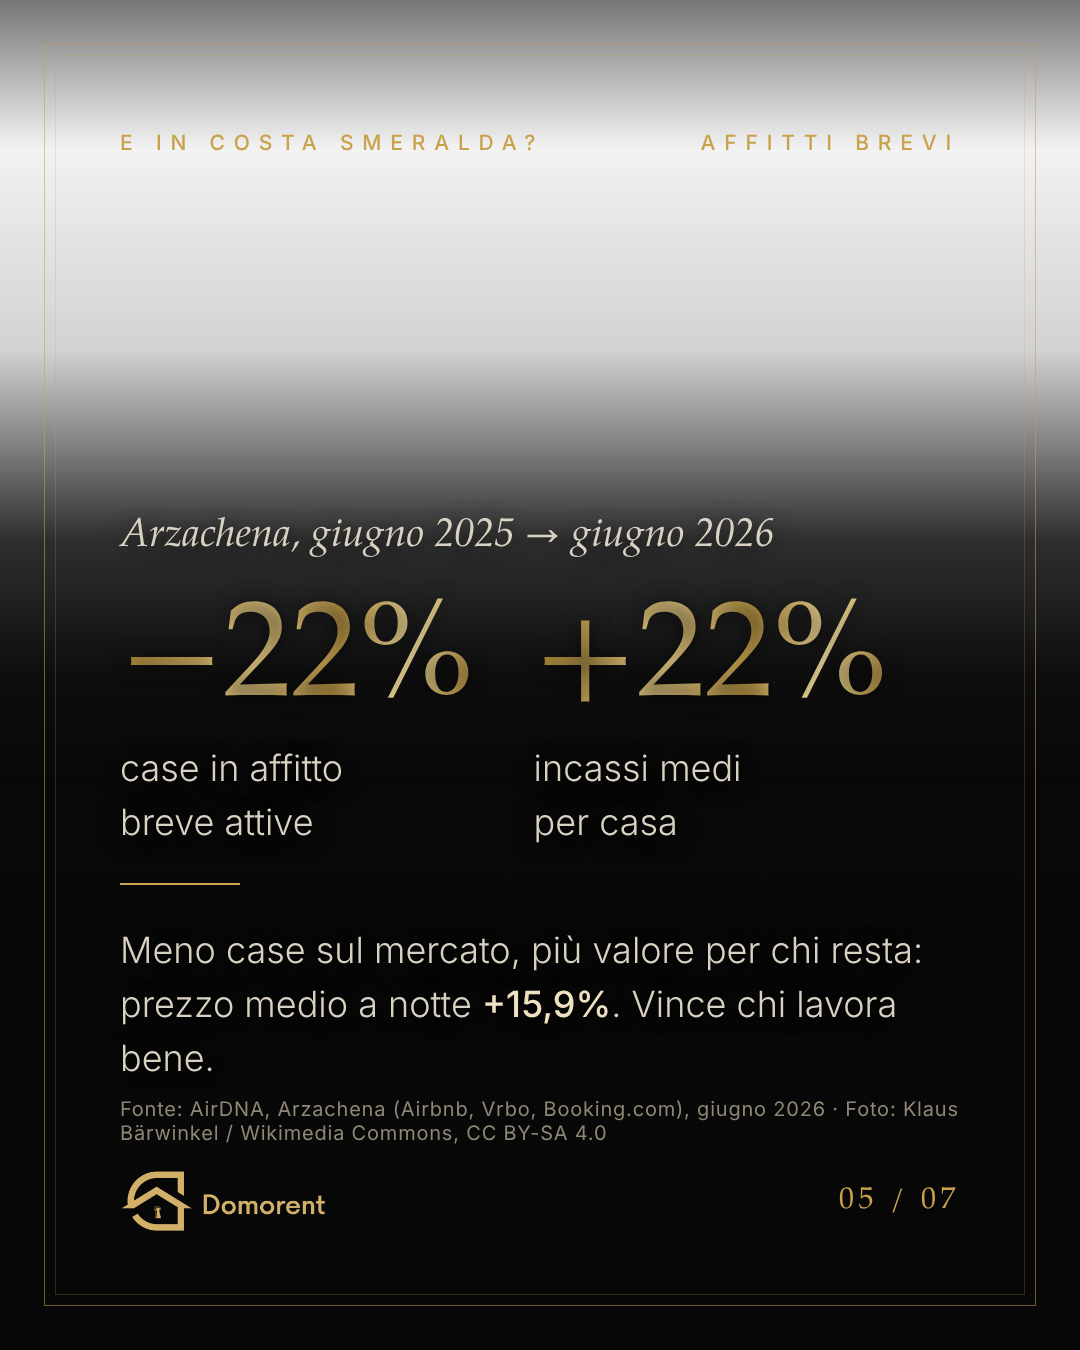 E IN COSTA SMERALDA?
AFFITTI BREVI
Arzachena, giugno 2025 → giugno 2026
−22%
+22%
case in affitto
breve attive
incassi medi
per casa
Meno case sul mercato, più valore per chi resta:
prezzo medio a notte +15,9%. Vince chi lavora
bene.
Fonte: AirDNA, Arzachena (Airbnb, Vrbo, Booking.com), giugno 2026 · Foto: Klaus
Bärwinkel / Wikimedia Commons, CC BY-SA 4.0
Domorent
05 / 07